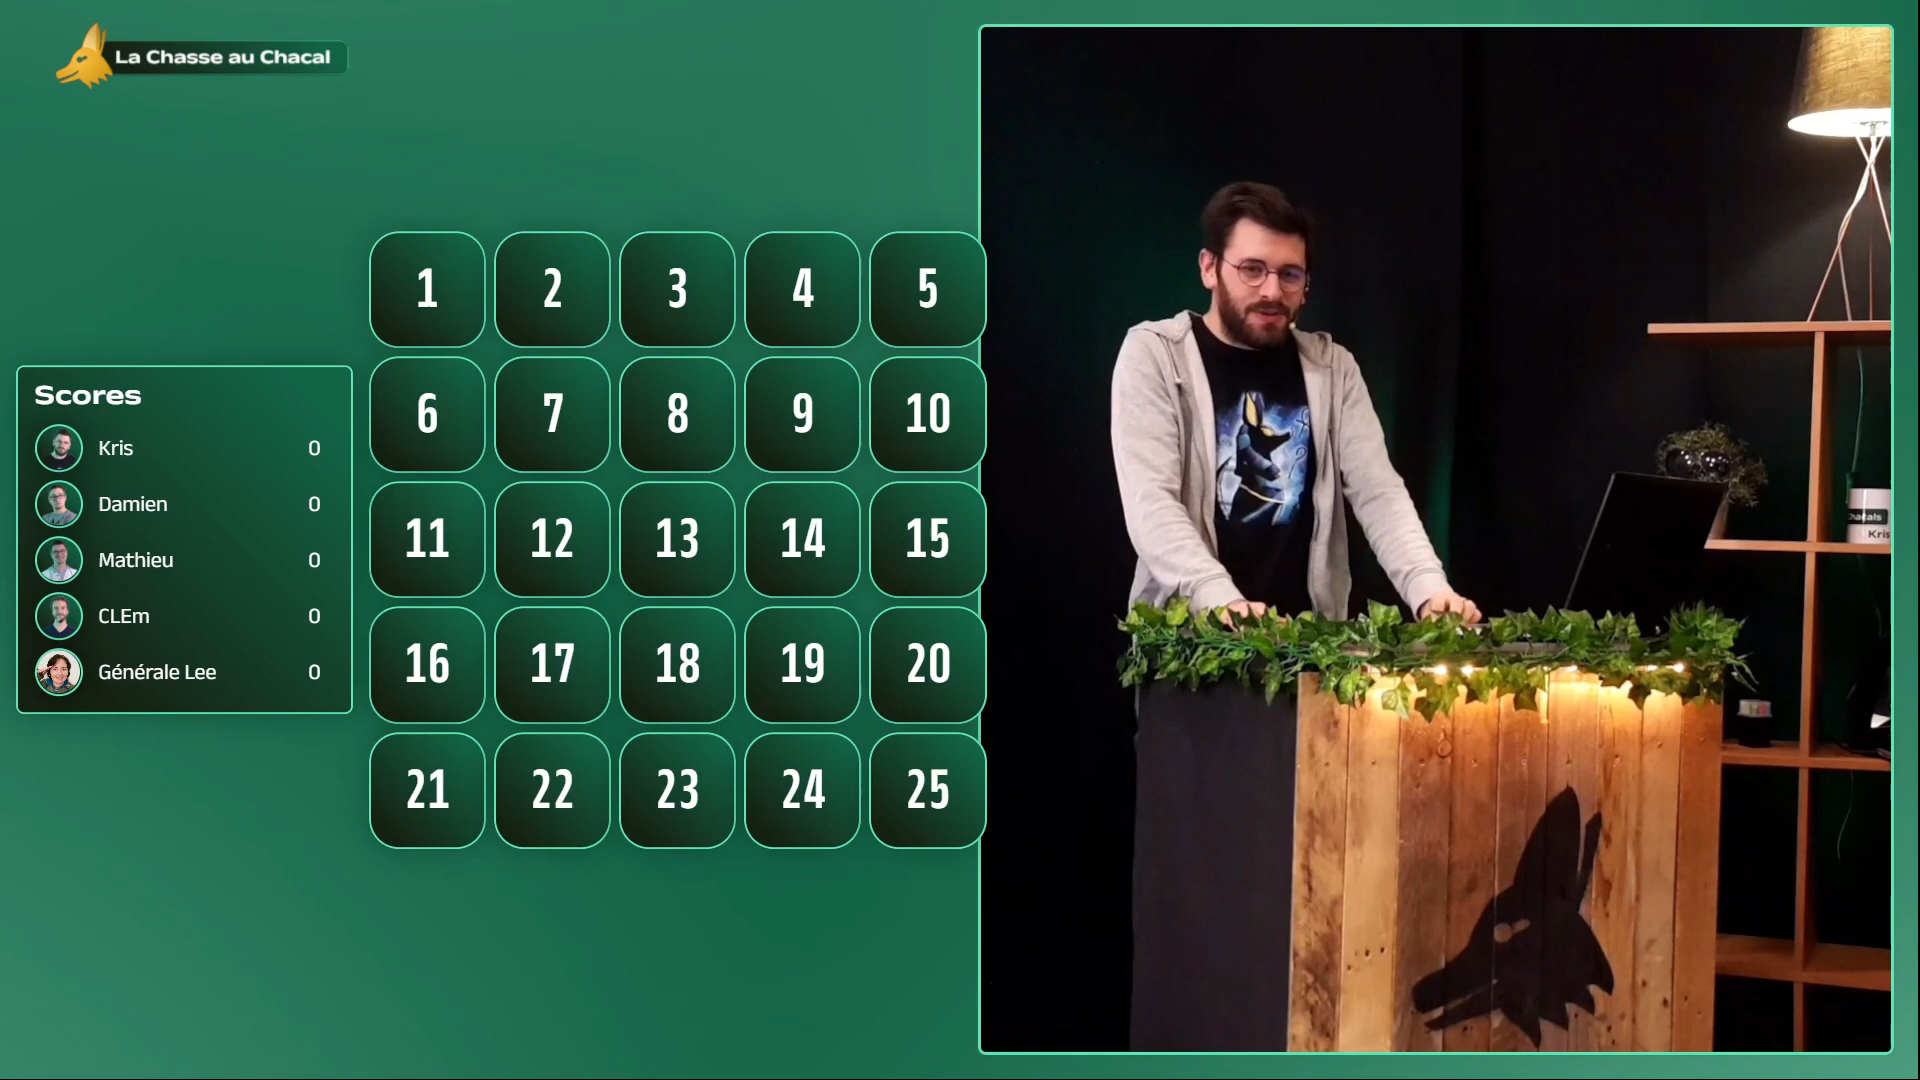 La Chasse au Chacal
Scores
Kris 0
Damien 0
Mathieu 0
CLEm 0
Générale Lee 0
1 2 3 4 5
6 7 8 9 10
11 12 13 14 15
16 17 18 19 20
21 22 23 24 25
Chacals
Kris